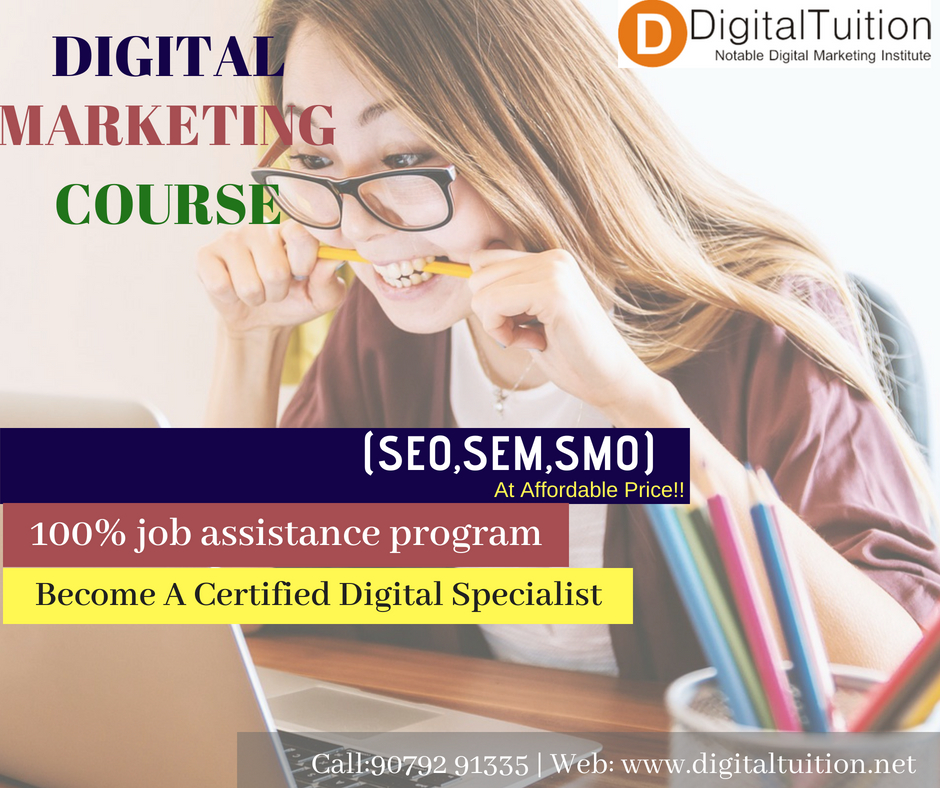 DIGITAL
MARKETING
COURSE
D DigitalTuition
Notable Digital Marketing Institute
(SEO,SEM,SMO)
At Affordable Price!!
100% job assistance program
Become A Certified Digital Specialist
Call:90792 91335 | Web: www.digitaltuition.net